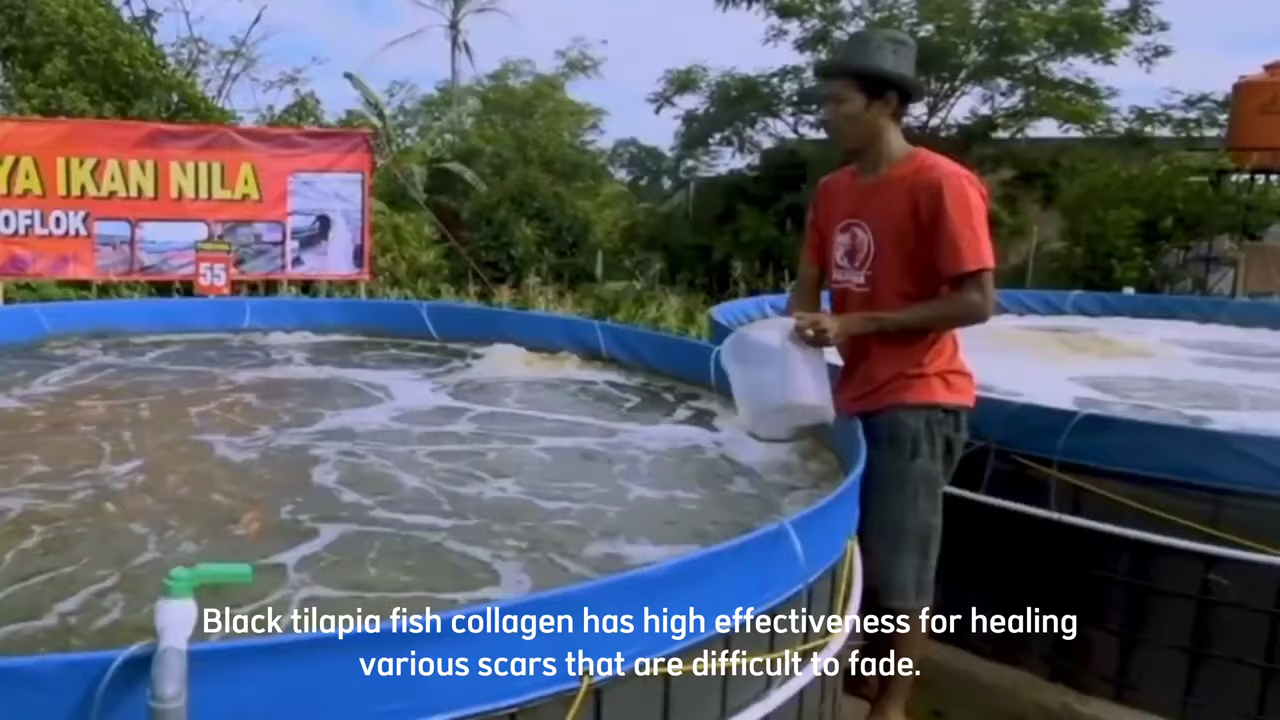 YA IKAN NILA
OFLOK
55
Black tilapia fish collagen has high effectiveness for healing
various scars that are difficult to fade.